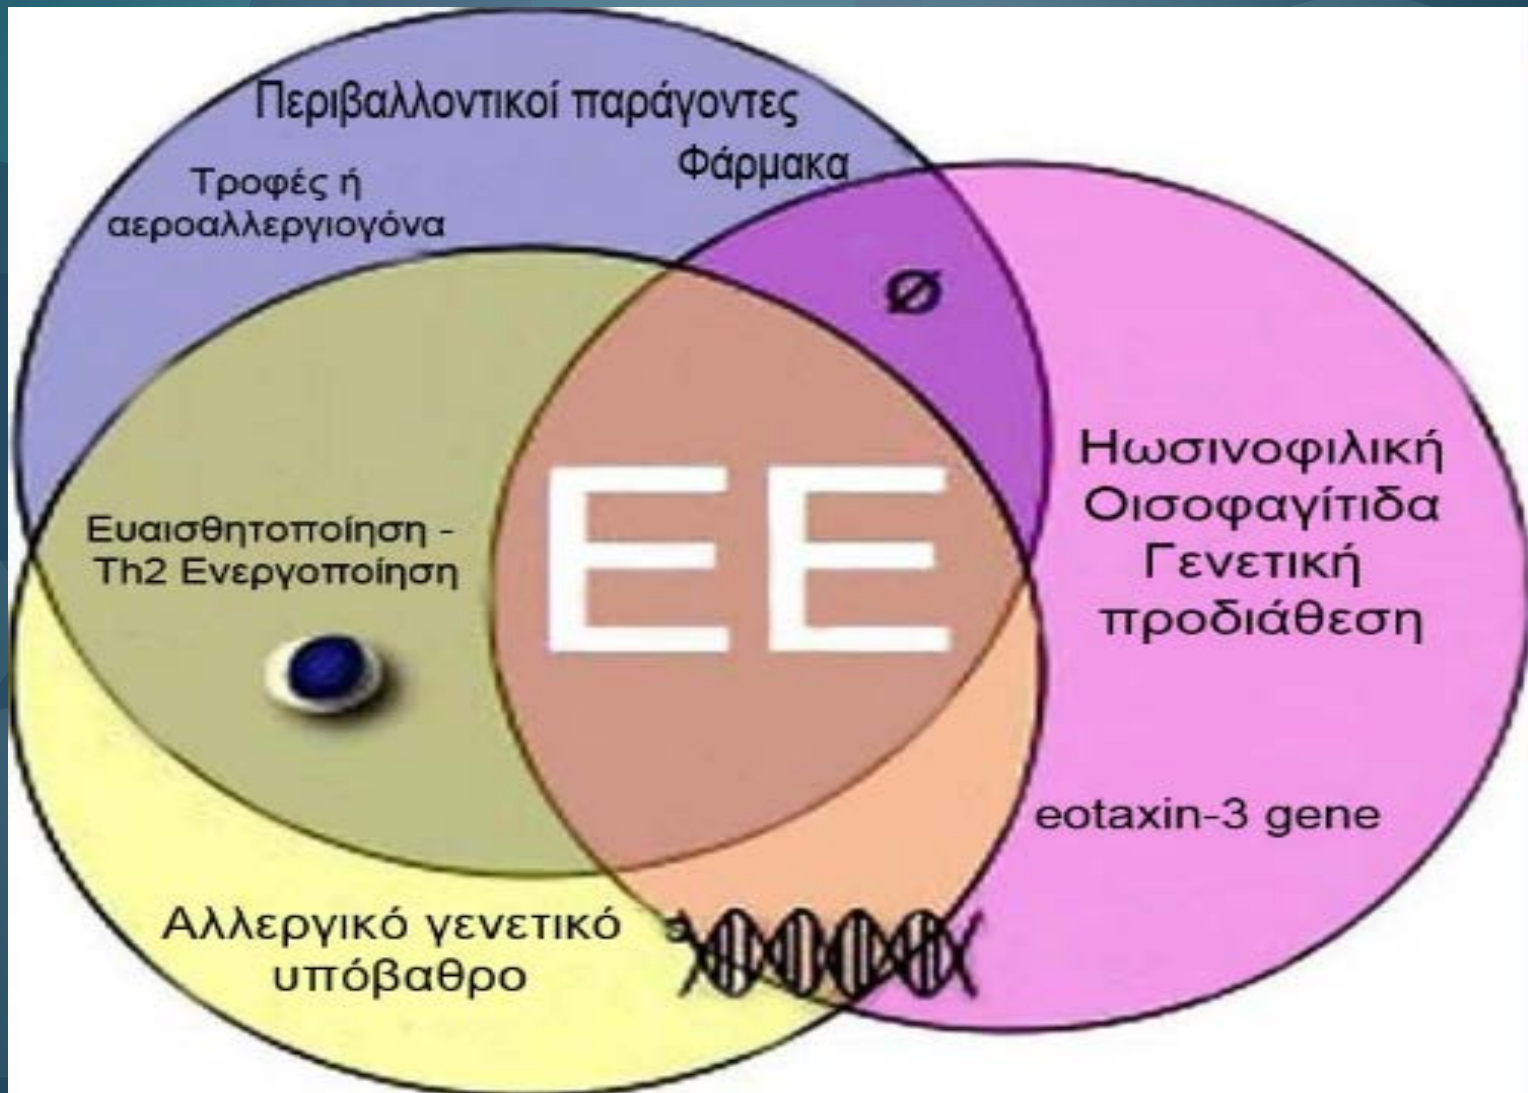 Περιβαλλοντικοί παράγοντες
Φάρμακα
Τροφές ή
αεροαλλεργιογόνα
Ø
Ευαισθητοποίηση -
Th2 Ενεργοποίηση
EE
Ηωσινοφιλική
Οισοφαγίτιδα
Γενετική
προδιάθεση
eotaxin-3 gene
Αλλεργικό γενετικό
υπόβαθρο